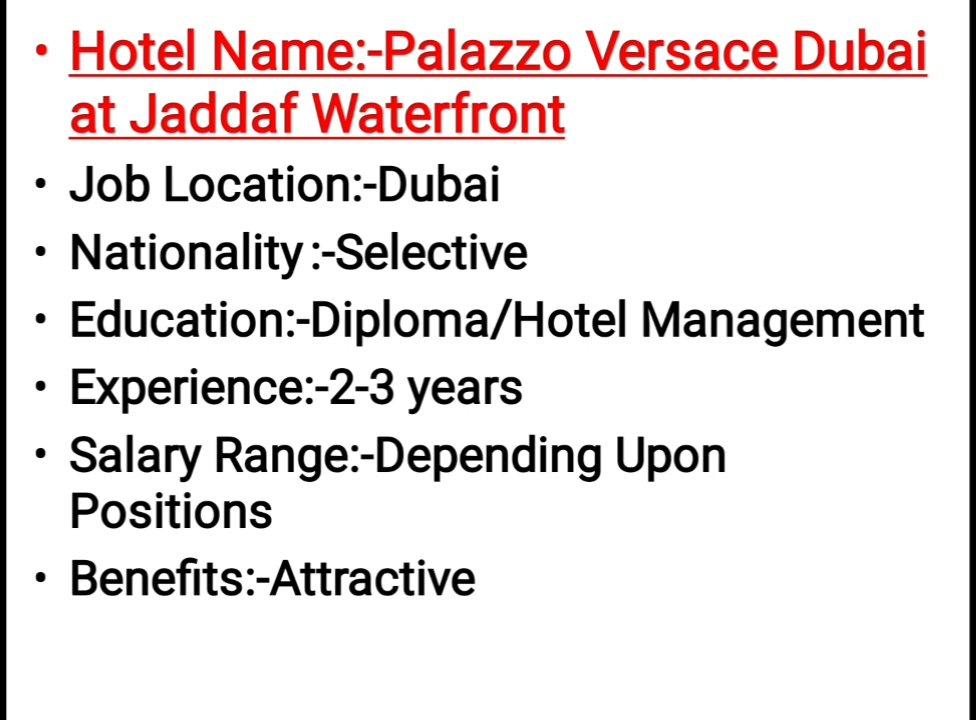 • Hotel Name:-Palazzo Versace Dubai
at Jaddaf Waterfront
• Job Location:-Dubai
• Nationality:-Selective
• Education:-Diploma/Hotel Management
• Experience:-2-3 years
• Salary Range:-Depending Upon
Positions
• Benefits:-Attractive